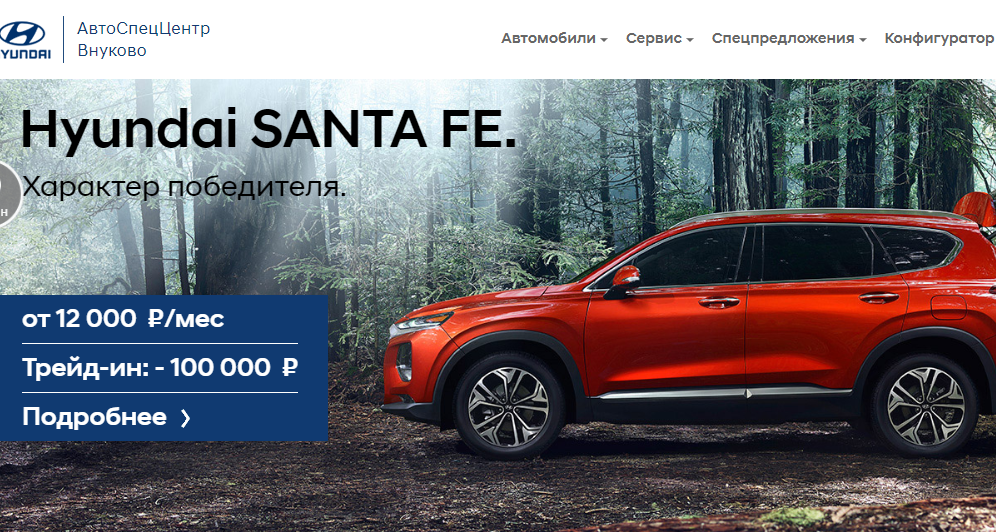 HYUNDAI
АвтоСпецЦентр
Внуково
Автомобили
Сервис
Спецпредложения
Конфигуратор
Hyundai SANTA FE.
Характер победителя.
от 12 000 ₽/мес
Трейд-ин: - 100 000 ₽
Подробнее